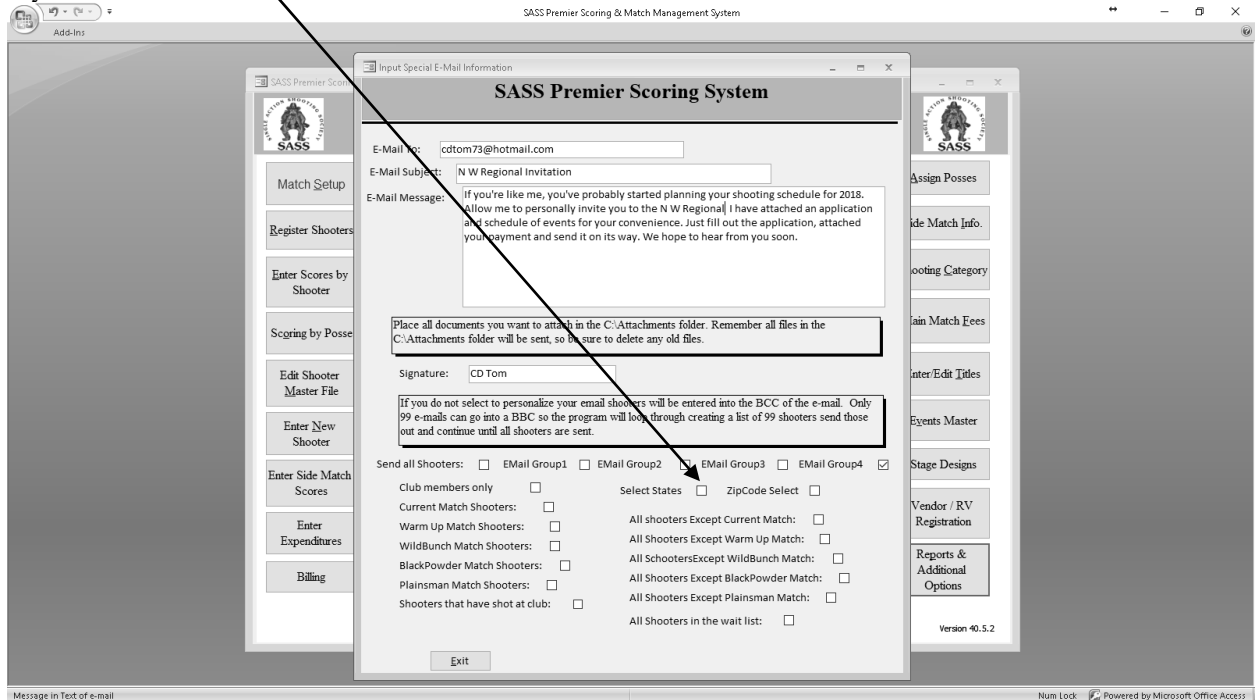 SASS Premier Scoring & Match Management System
Add-Ins
Input Special E-Mail Information
SASS Premier Scor
SASS Premier Scoring System
SINGLE ACTION SHOOTING SOCIETY
SASS
SINGLE ACTION SHOOTING SOCIETY
SASS
Match Setup
Register Shooters
Enter Scores by
Shooter
Scoring by Posse
Edit Shooter
Master File
Enter New
Shooter
Enter Side Match
Scores
Enter
Expenditures
Billing
E-Mail To: cdtom73@hotmail.com
E-Mail Subject: N W Regional Invitation
E-Mail Message:
If you're like me, you've probably started planning your shooting schedule for 2018.
Allow me to personally invite you to the N W Regional I have attached an application
and schedule of events for your convenience. Just fill out the application, attached
your payment and send it on its way. We hope to hear from you soon.
Place all documents you want to attach in the C:\Attachments folder. Remember all files in the
C:\Attachments folder will be sent, so be sure to delete any old files.
Signature: CD Tom
If you do not select to personalize your email shooters will be entered into the BCC of the e-mail. Only
99 e-mails can go into a BBC so the program will loop through creating a list of 99 shooters send those
out and continue until all shooters are sent.
Send all Shooters: EMail Group1 EMail Group2 EMail Group3 EMail Group4
Club members only
Current Match Shooters:
Warm Up Match Shooters:
WildBunch Match Shooters:
BlackPowder Match Shooters:
Plainsman Match Shooters:
Shooters that have shot at club:
Select States ZipCode Select
All shooters Except Current Match:
All Shooters Except Warm Up Match:
All SchootersExcept WildBunch Match:
All Shooters Except BlackPowder Match:
All Shooters Except Plainsman Match:
All Shooters in the wait list:
Exit
Assign Posses
ide Match Info.
ooting Category
ain Match Fees
nter/Edit Titles
Events Master
Stage Designs
Vendor / RV
Registration
Reports &
Additional
Options
Version 40.5.2
Message in Text of e-mail
Num Lock
Powered by Microsoft Office Access